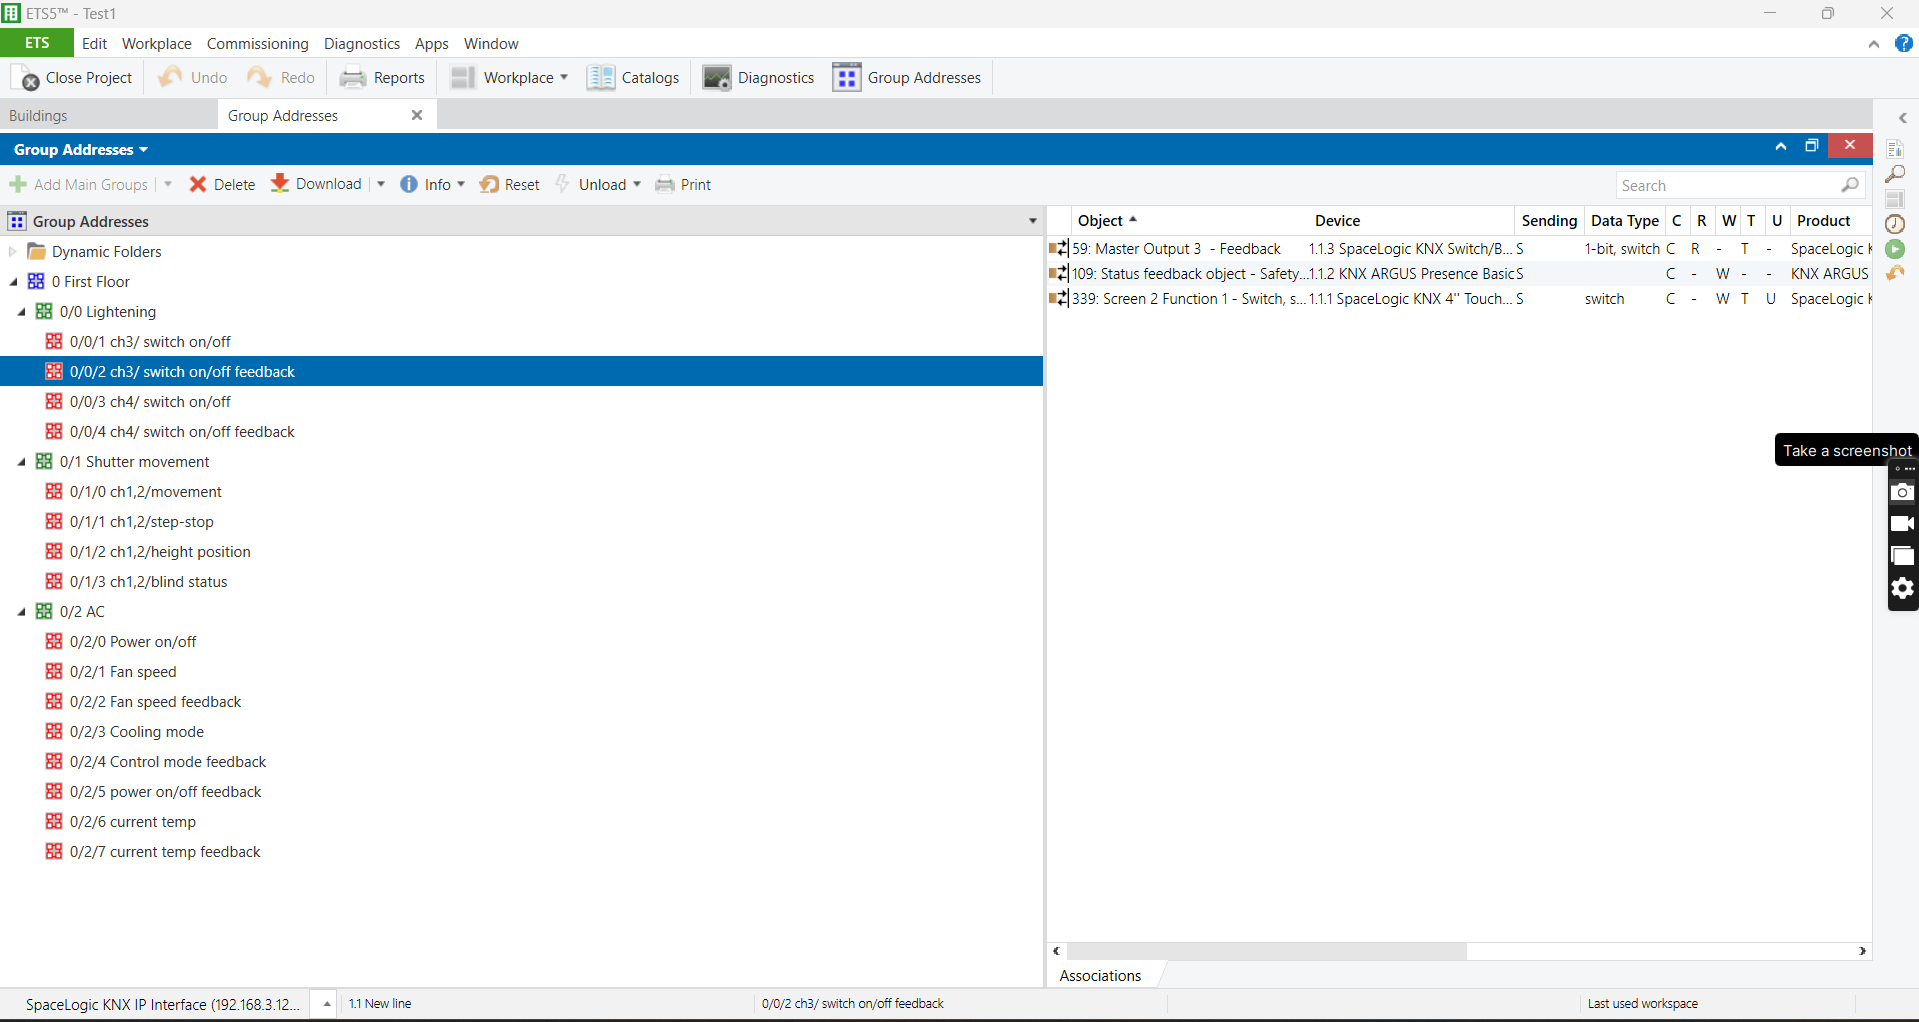 ETS5™ - Test1
ETS Edit Workplace Commissioning Diagnostics Apps Window
Close Project Undo Redo Reports Workplace Catalogs Diagnostics Group Addresses
Buildings Group Addresses
Group Addresses
Add Main Groups Delete Download Info Reset Unload Print Search
Group Addresses
Dynamic Folders
0 First Floor
0/0 Lightening
0/0/1 ch3/ switch on/off
0/0/2 ch3/ switch on/off feedback
0/0/3 ch4/ switch on/off
0/0/4 ch4/ switch on/off feedback
0/1 Shutter movement
0/1/0 ch1,2/movement
0/1/1 ch1,2/step-stop
0/1/2 ch1,2/height position
0/1/3 ch1,2/blind status
0/2 AC
0/2/0 Power on/off
0/2/1 Fan speed
0/2/2 Fan speed feedback
0/2/3 Cooling mode
0/2/4 Control mode feedback
0/2/5 power on/off feedback
0/2/6 current temp
0/2/7 current temp feedback
Object Device Sending Data Type C R W T U Product
59: Master Output 3 - Feedback 1.1.3 SpaceLogic KNX Switch/B... S 1-bit, switch C R - T - SpaceLogic K
109: Status feedback object - Safety... 1.1.2 KNX ARGUS Presence Basic S C - W - - KNX ARGUS
339: Screen 2 Function 1 - Switch, s... 1.1.1 SpaceLogic KNX 4" Touch... S switch C - W T U SpaceLogic K
Take a screenshot
Associations
SpaceLogic KNX IP Interface (192.168.3.12... 1.1 New line 0/0/2 ch3/ switch on/off feedback Last used workspace